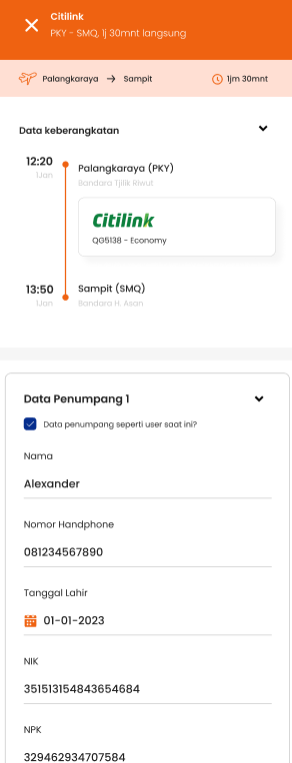 Citilink
PKY - SMQ, 1j 30mnt langsung
Palangkaraya → Sampit 1jm 30mnt
Data keberangkatan
12:20 Palangkaraya (PKY)
1Jan Bandara Tjilik Riwut
Citilink
QG5138 - Economy
13:50 Sampit (SMQ)
1Jan Bandara H. Asan
Data Penumpang 1
Data penumpang seperti user saat ini?
Nama
Alexander
Nomor Handphone
081234567890
Tanggal Lahir
01-01-2023
NIK
351513154843654684
NPK
329462934707584